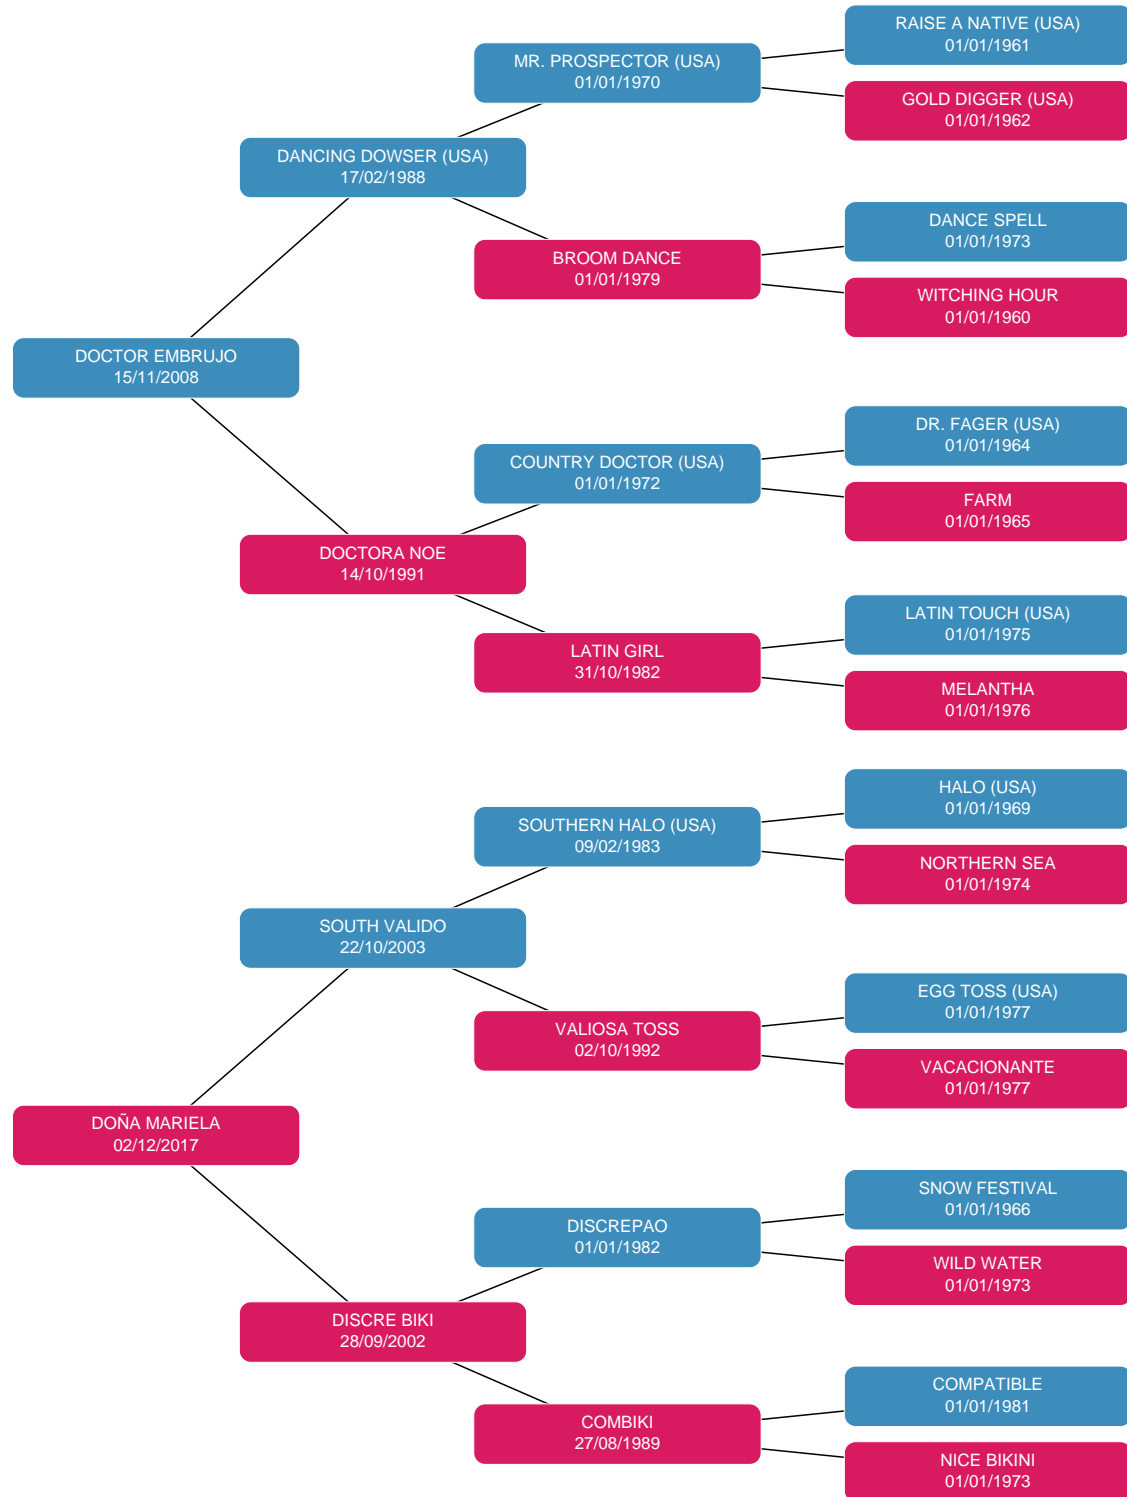 RAISE A NATIVE (USA)
01/01/1961
MR. PROSPECTOR (USA)
01/01/1970
GOLD DIGGER (USA)
01/01/1962
DANCING DOWSER (USA)
17/02/1988
DANCE SPELL
01/01/1973
BROOM DANCE
01/01/1979
WITCHING HOUR
01/01/1960
DOCTOR EMBRUJO
15/11/2008
DR. FAGER (USA)
01/01/1964
COUNTRY DOCTOR (USA)
01/01/1972
FARM
01/01/1965
DOCTORA NOE
14/10/1991
LATIN TOUCH (USA)
01/01/1975
LATIN GIRL
31/10/1982
MELANTHA
01/01/1976
HALO (USA)
01/01/1969
SOUTHERN HALO (USA)
09/02/1983
NORTHERN SEA
01/01/1974
SOUTH VALIDO
22/10/2003
EGG TOSS (USA)
01/01/1977
VALIOSA TOSS
02/10/1992
VACACIONANTE
01/01/1977
DOÑA MARIELA
02/12/2017
SNOW FESTIVAL
01/01/1966
DISCREPAO
01/01/1982
WILD WATER
01/01/1973
DISCRE BIKI
28/09/2002
COMPATIBLE
01/01/1981
COMBIKI
27/08/1989
NICE BIKINI
01/01/1973